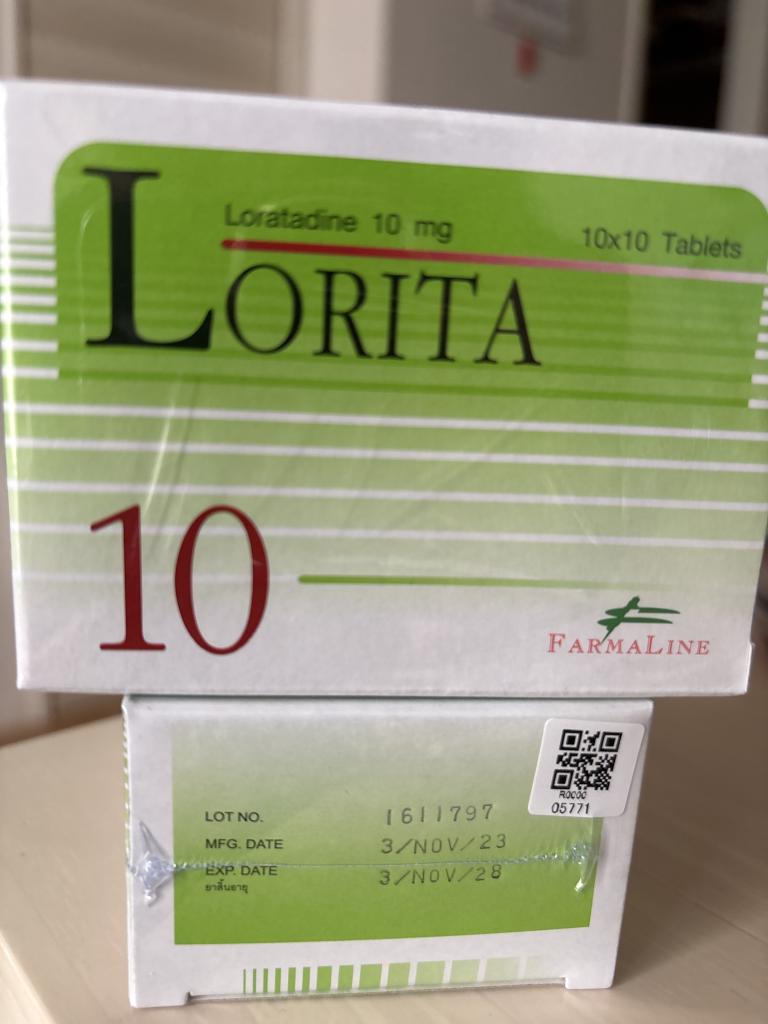 Loratadine 10 mg
10x10 Tablets
LORITA
10
FARMALINE
R0000
05771
LOT NO. 1611797
MFG. DATE 3/NOV/23
EXP. DATE 3/NOV/28
ยาสิ้นอายุ